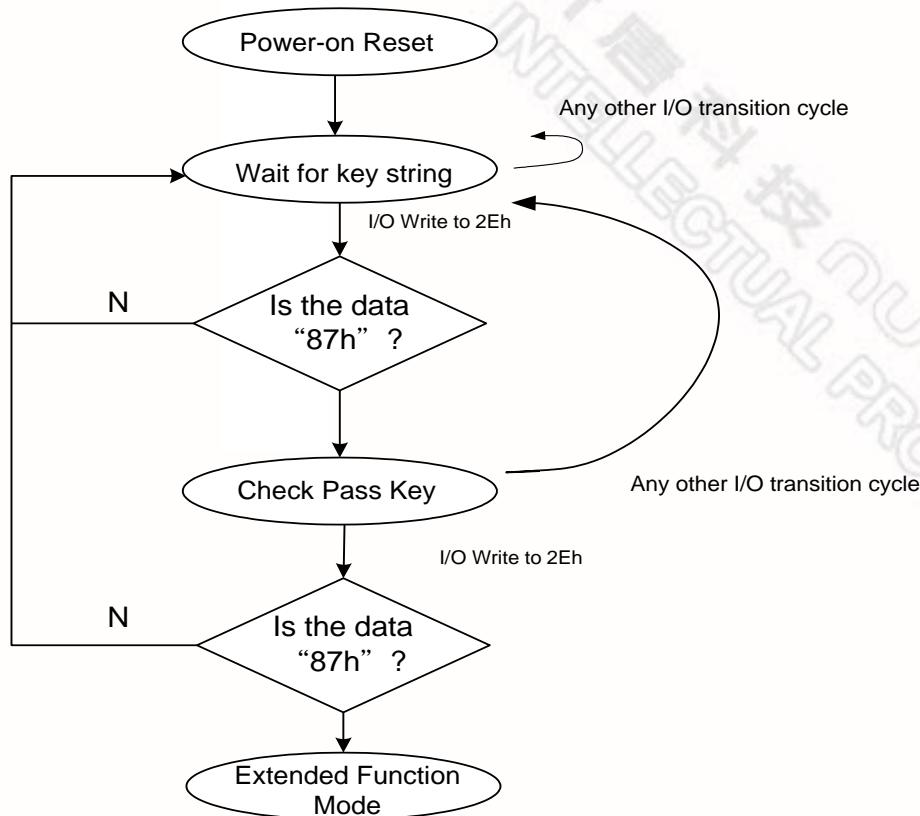 Power-on Reset
Any other I/O transition cycle
Wait for key string
I/O Write to 2Eh
N
Is the data
“87h” ?
Check Pass Key
Any other I/O transition cycle
I/O Write to 2Eh
N
Is the data
“87h” ?
Extended Function
Mode
INTELLECTUAL